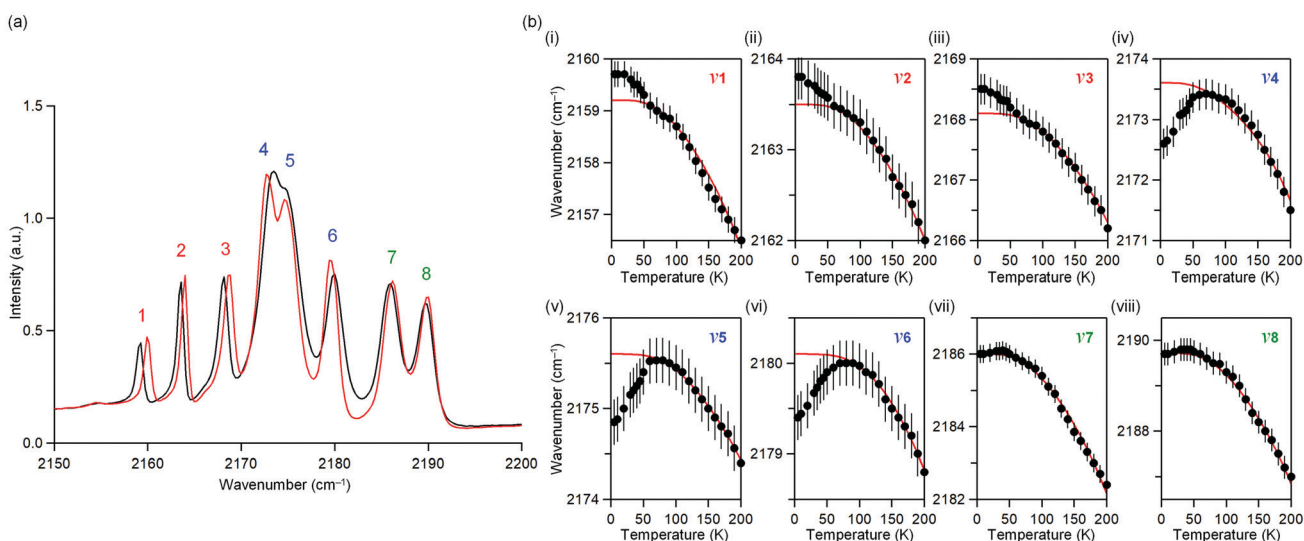 (a)
Intensity (a.u.)
1.5
1.0
0.5
0.0
1
2
3
4
5
6
7
8
2150 2160 2170 2180 2190 2200
Wavenumber (cm⁻¹)
(b)
(i)
Wavenumber (cm⁻¹)
2160
2159
2158
2157
ν1
0 50 100 150 200
Temperature (K)
(ii)
2164
2163
2162
ν2
0 50 100 150 200
Temperature (K)
(iii)
2169
2168
2167
2166
ν3
0 50 100 150 200
Temperature (K)
(iv)
2174
2173
2172
2171
ν4
0 50 100 150 200
Temperature (K)
(v)
Wavenumber (cm⁻¹)
2176
2175
2174
ν5
0 50 100 150 200
Temperature (K)
(vi)
2180
2179
ν6
0 50 100 150 200
Temperature (K)
(vii)
2186
2184
2182
ν7
0 50 100 150 200
Temperature (K)
(viii)
2190
2188
ν8
0 50 100 150 200
Temperature (K)